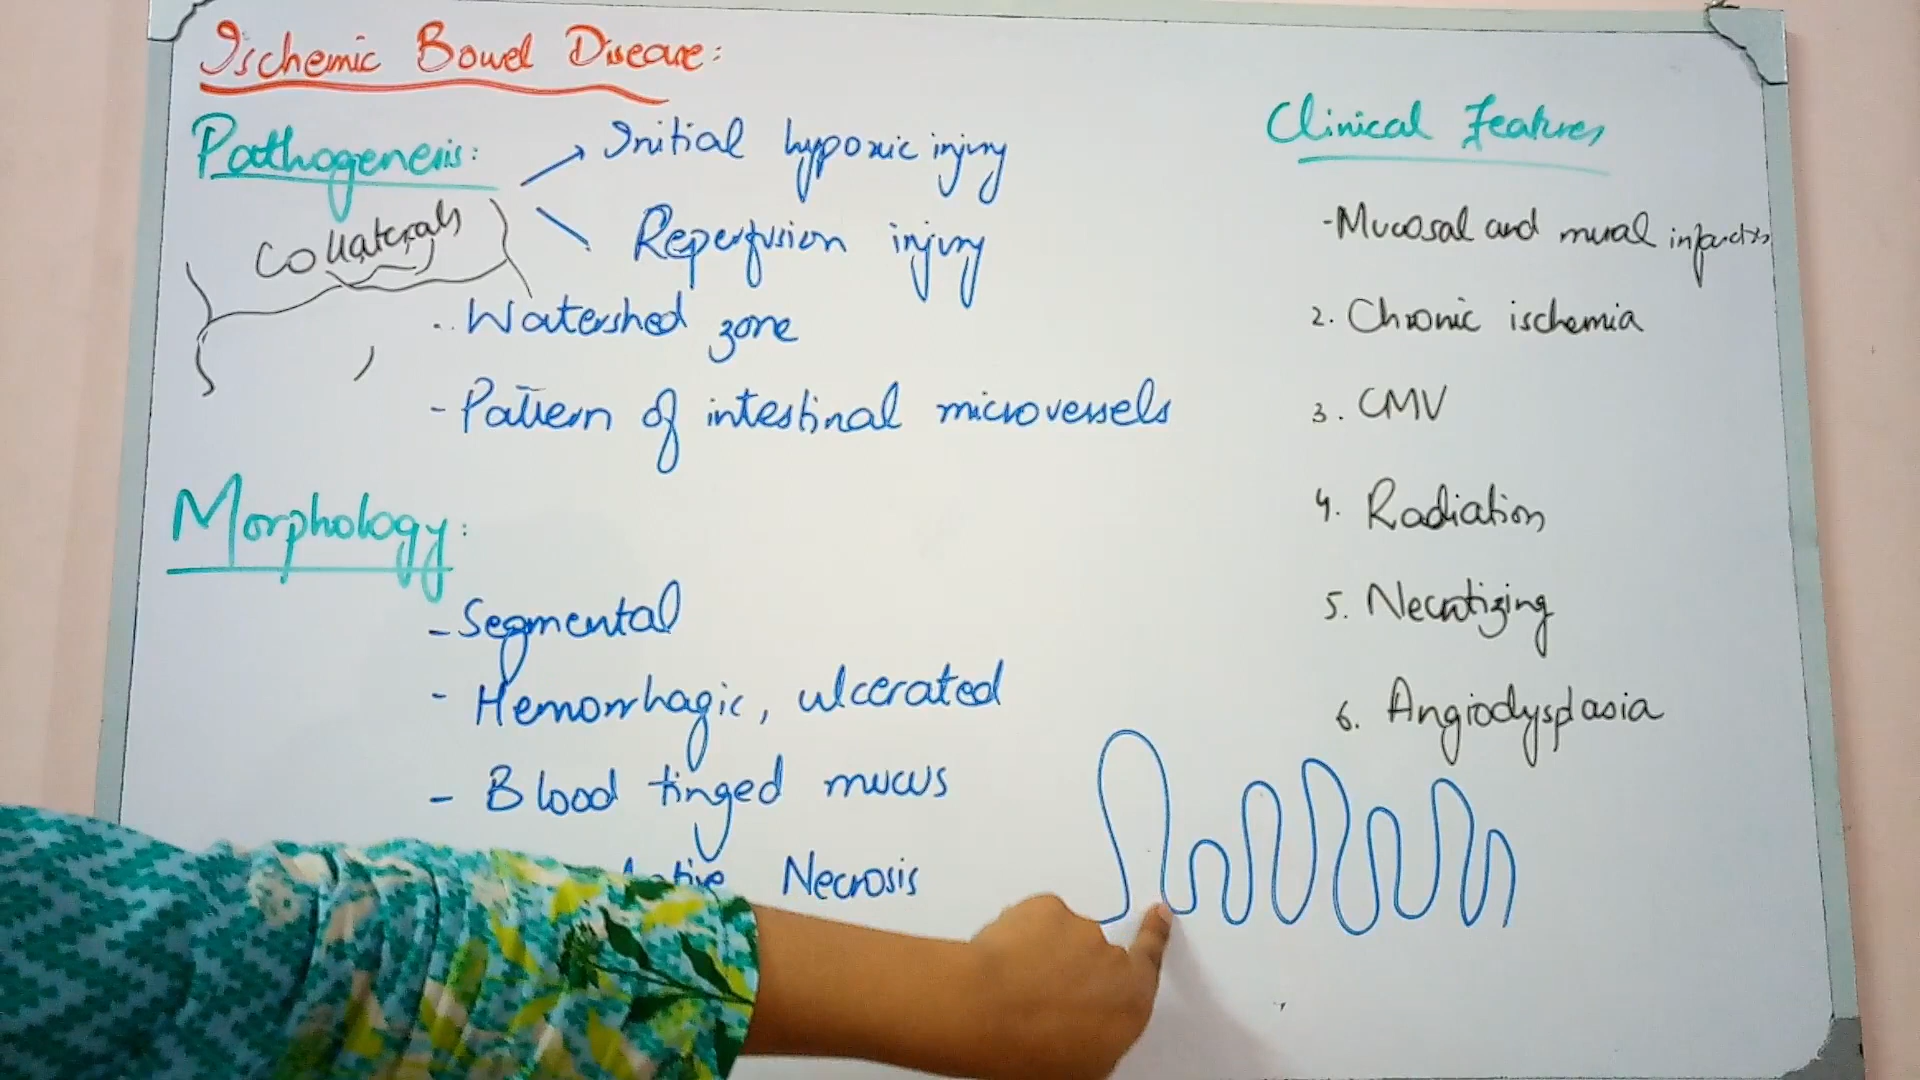 Ischemic Bowel Disease:
Pathogenesis:
Initial hypoxic injury
Reperfusion injury
Collaterals
- Watershed zone
- Pattern of intestinal microvessels
Morphology:
- Segmental
- Hemorrhagic, ulcerated
- Blood tinged mucus
Necrosis
Clinical Features
- Mucosal and mural infarcts
2. Chronic ischemia
3. CMV
4. Radiation
5. Necrotizing
6. Angiodysplasia